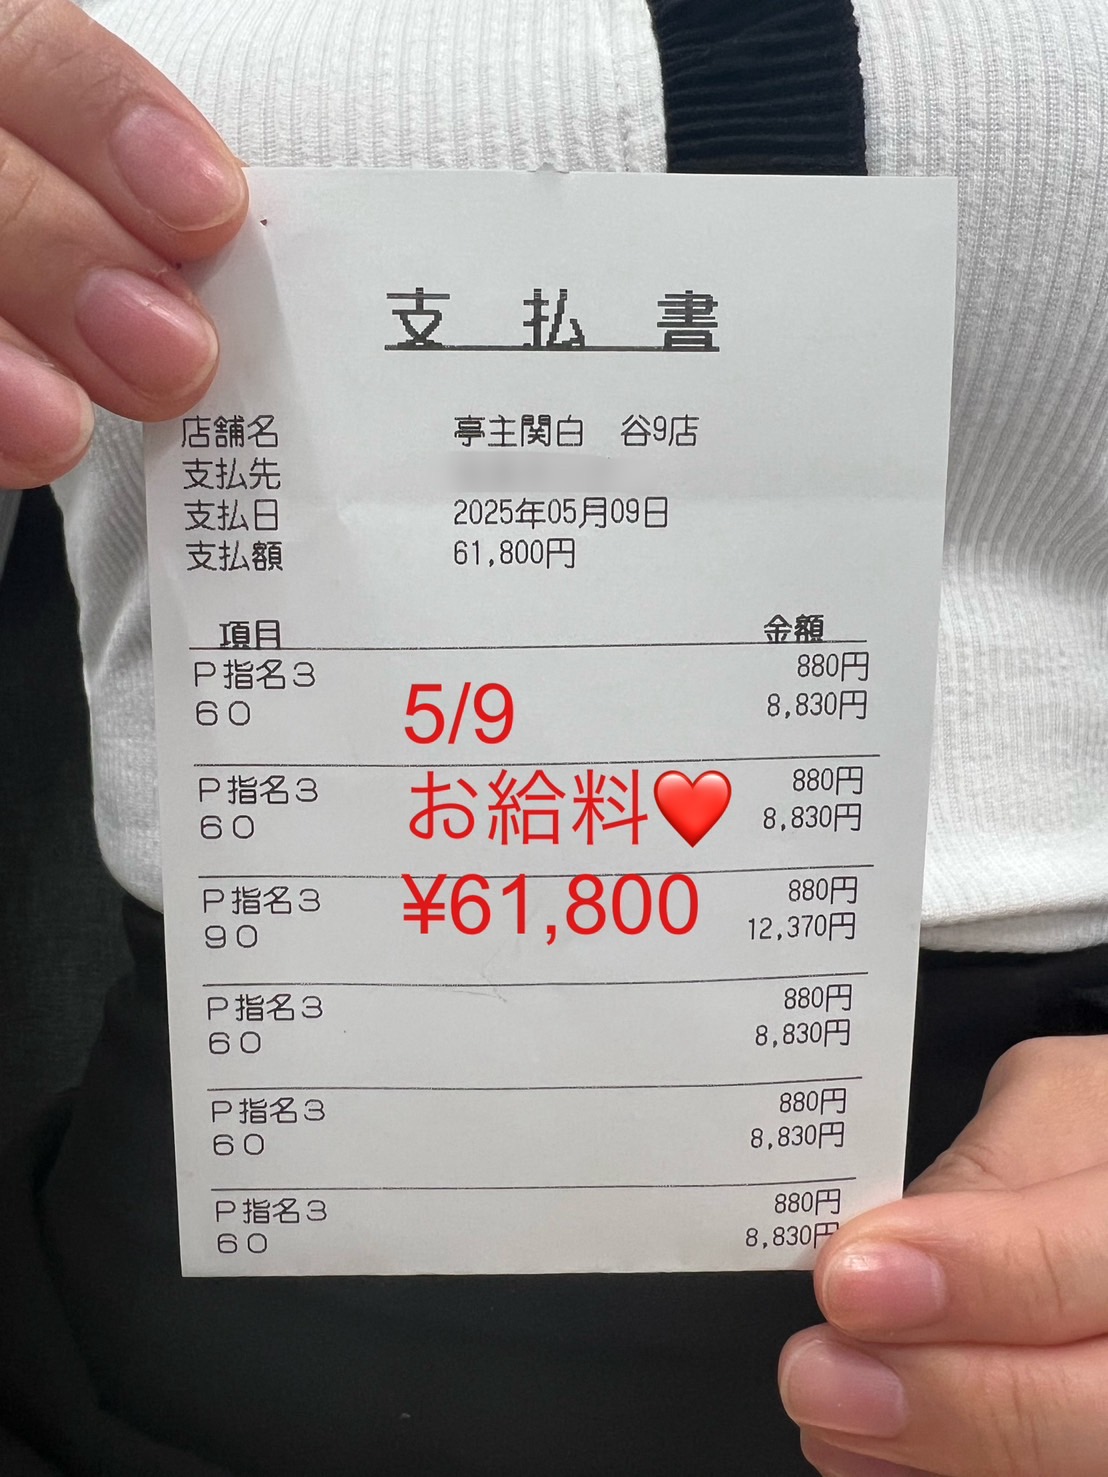 支払書
店舗名 亭主関白 谷9店
支払先
支払日 2025年05月09日
支払額 61,800円
項目 金額
P指名3 880円
60 8,830円
5/9
P指名3 880円
60 8,830円
お給料❤️
P指名3 880円
90 12,370円
¥61,800
P指名3 880円
60 8,830円
P指名3 880円
60 8,830円
P指名3 880円
60 8,830円